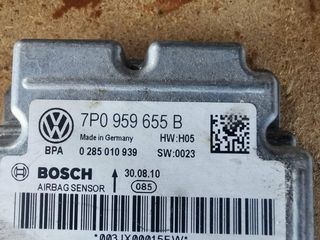 7P0 959 655 B
Made in Germany HW:H05
BPA 0 285 010 939 SW:0023
BOSCH 30.08.10
AIRBAG SENSOR 085
*003JX00015FW*